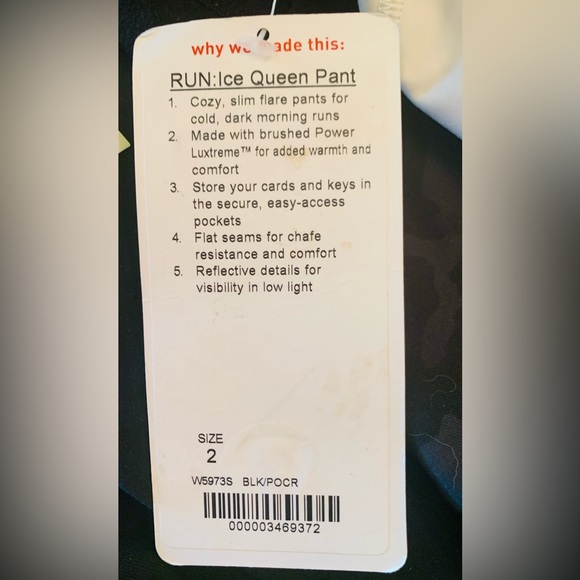 why we made this:
RUN:Ice Queen Pant
1. Cozy, slim flare pants for
cold, dark morning runs
2. Made with brushed Power
Luxtreme™ for added warmth and
comfort
3. Store your cards and keys in
the secure, easy-access
pockets
4. Flat seams for chafe
resistance and comfort
5. Reflective details for
visibility in low light
SIZE
2
W5973S BLK/POCR
000003469372